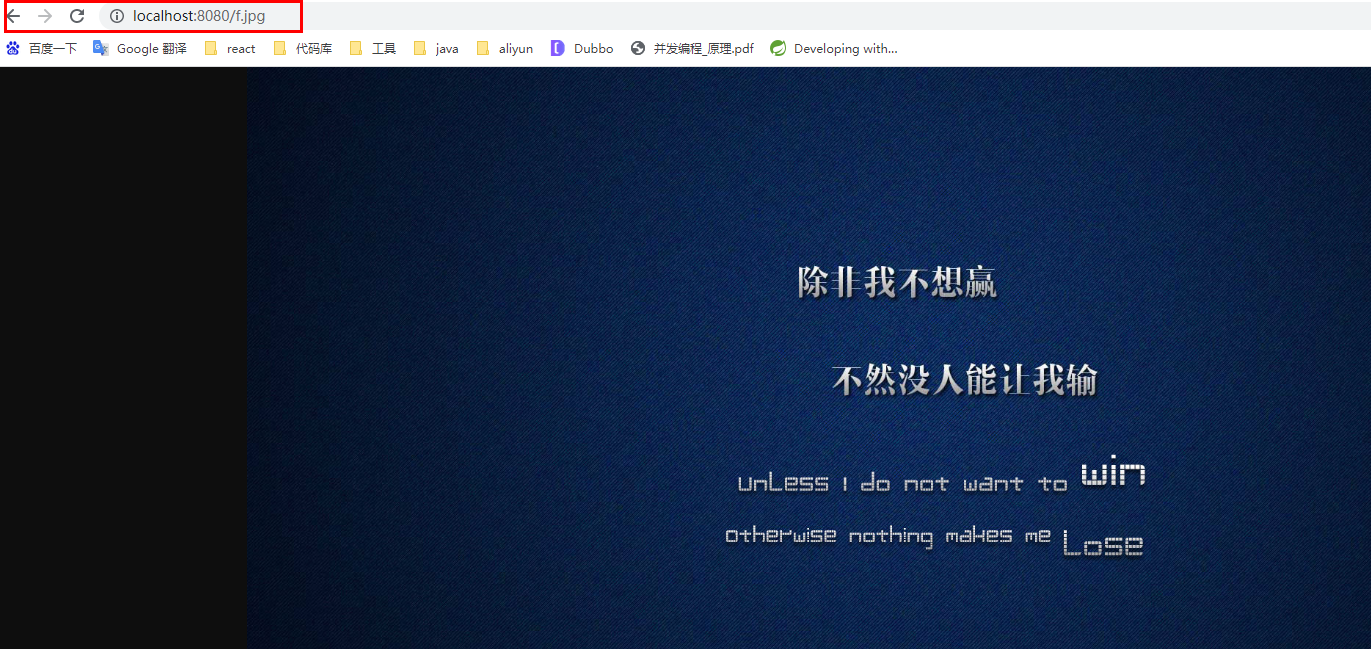 localhost:8080/f.jpg
百度一下 Google 翻译 react 代码库 工具 java aliyun Dubbo 并发编程_原理.pdf Developing with...
除非我不想赢
不然没人能让我输
unless I do not want to win
otherwise nothing makes me Lose